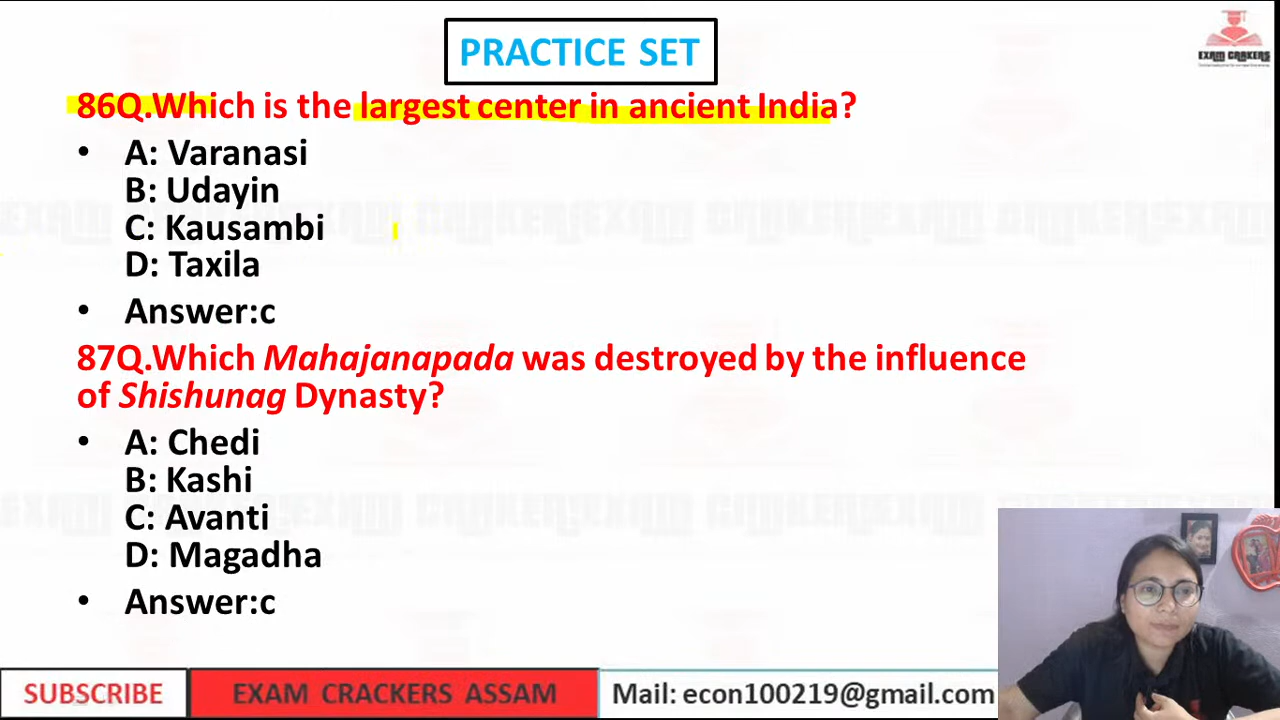 PRACTICE SET
EXAM CRAKERS
86Q.Which is the largest center in ancient India?
• A: Varanasi
B: Udayin
C: Kausambi
D: Taxila
• Answer:c
87Q.Which Mahajanapada was destroyed by the influence
of Shishunag Dynasty?
• A: Chedi
B: Kashi
C: Avanti
D: Magadha
• Answer:c
SUBSCRIBE
EXAM CRACKERS ASSAM
Mail: econ100219@gmail.com